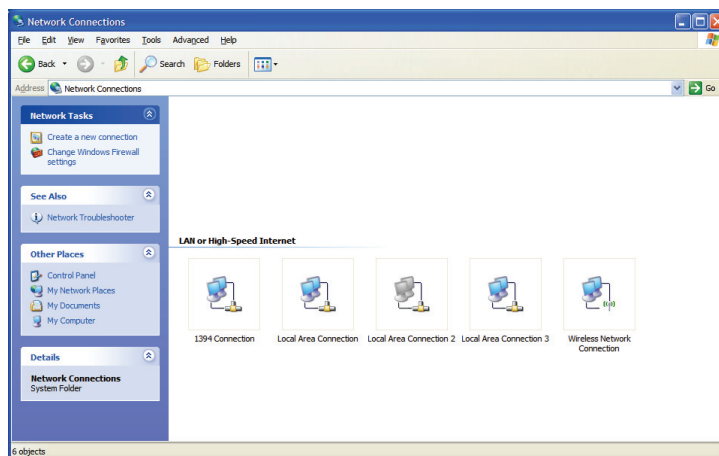 Network Connections
File Edit View Favorites Tools Advanced Help
Back Search Folders
Address Network Connections Go
Network Tasks
Create a new connection
Change Windows Firewall
settings
See Also
Network Troubleshooter
Other Places
Control Panel
My Network Places
My Documents
My Computer
Details
Network Connections
System Folder
LAN or High-Speed Internet
1394 Connection Local Area Connection Local Area Connection 2 Local Area Connection 3 Wireless Network
Connection
6 objects